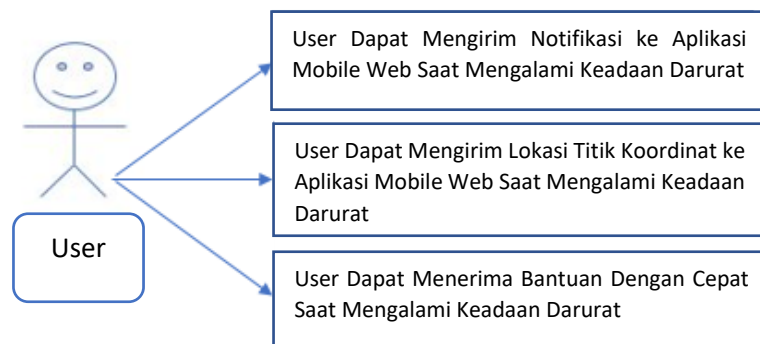 User Dapat Mengirim Notifikasi ke Aplikasi
Mobile Web Saat Mengalami Keadaan Darurat
User Dapat Mengirim Lokasi Titik Koordinat ke
Aplikasi Mobile Web Saat Mengalami Keadaan
Darurat
User
User Dapat Menerima Bantuan Dengan Cepat
Saat Mengalami Keadaan Darurat